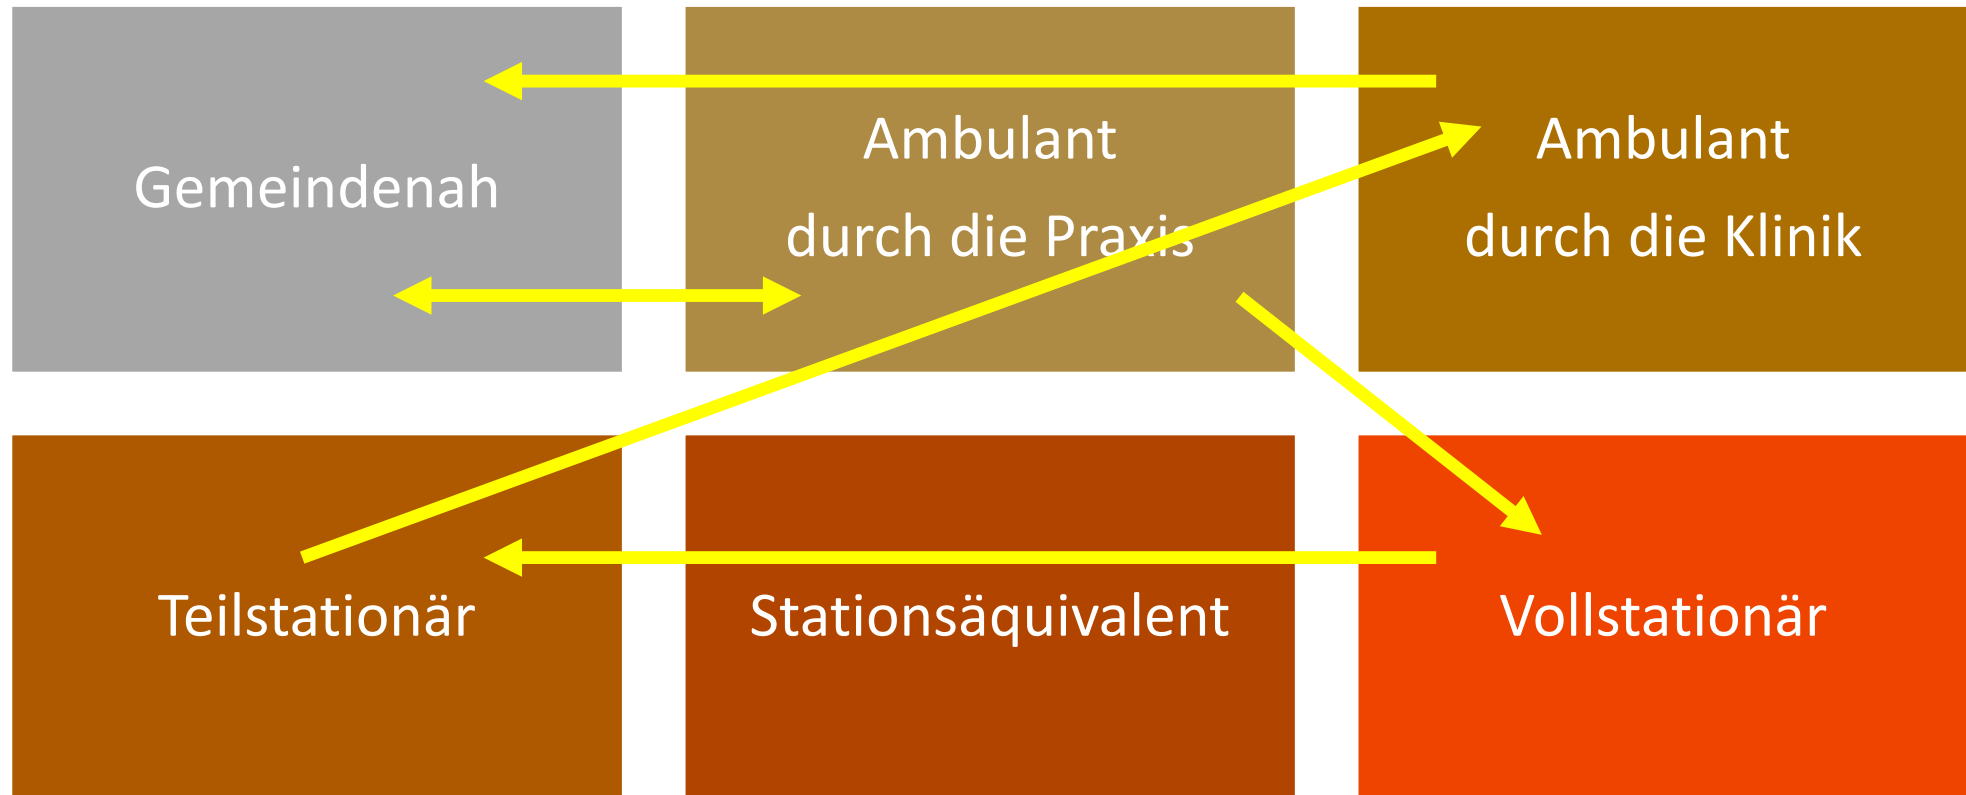 Gemeindenah
Ambulant
durch die Praxis
Ambulant
durch die Klinik
Teilstationär
Stationsäquivalent
Vollstationär